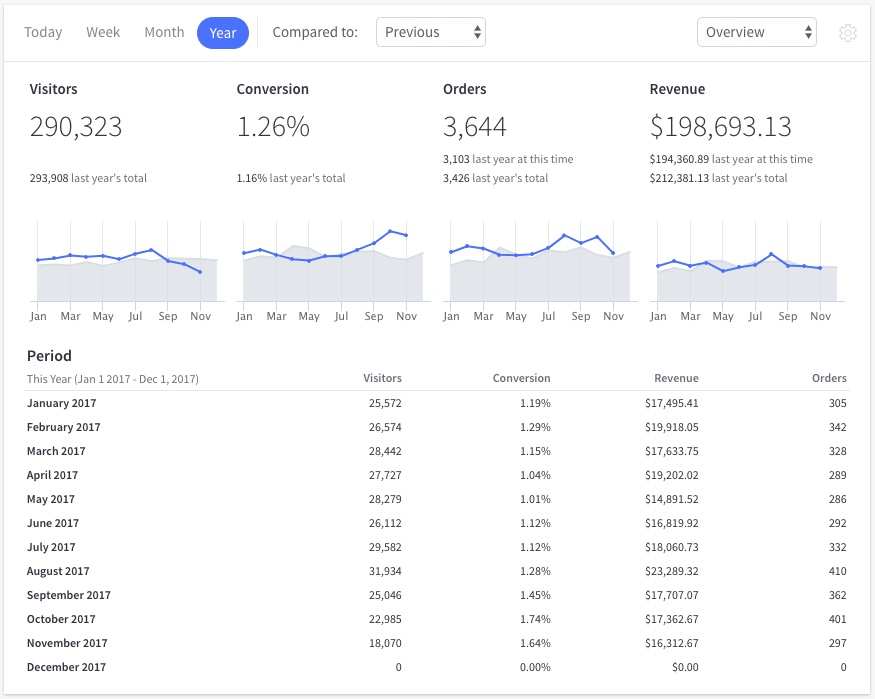 Today Week Month Year Compared to: Previous Overview
Visitors Conversion Orders Revenue
290,323 1.26% 3,644 $198,693.13
3,103 last year at this time $194,360.89 last year at this time
293,908 last year's total 1.16% last year's total 3,426 last year's total $212,381.13 last year's total
Jan Mar May Jul Sep Nov Jan Mar May Jul Sep Nov Jan Mar May Jul Sep Nov Jan Mar May Jul Sep Nov
Period
This Year (Jan 1 2017 - Dec 1, 2017) Visitors Conversion Revenue Orders
January 2017 25,572 1.19% $17,495.41 305
February 2017 26,574 1.29% $19,918.05 342
March 2017 28,442 1.15% $17,633.75 328
April 2017 27,727 1.04% $19,202.02 289
May 2017 28,279 1.01% $14,891.52 286
June 2017 26,112 1.12% $16,819.92 292
July 2017 29,582 1.12% $18,060.73 332
August 2017 31,934 1.28% $23,289.32 410
September 2017 25,046 1.45% $17,707.07 362
October 2017 22,985 1.74% $17,362.67 401
November 2017 18,070 1.64% $16,312.67 297
December 2017 0 0.00% $0.00 0